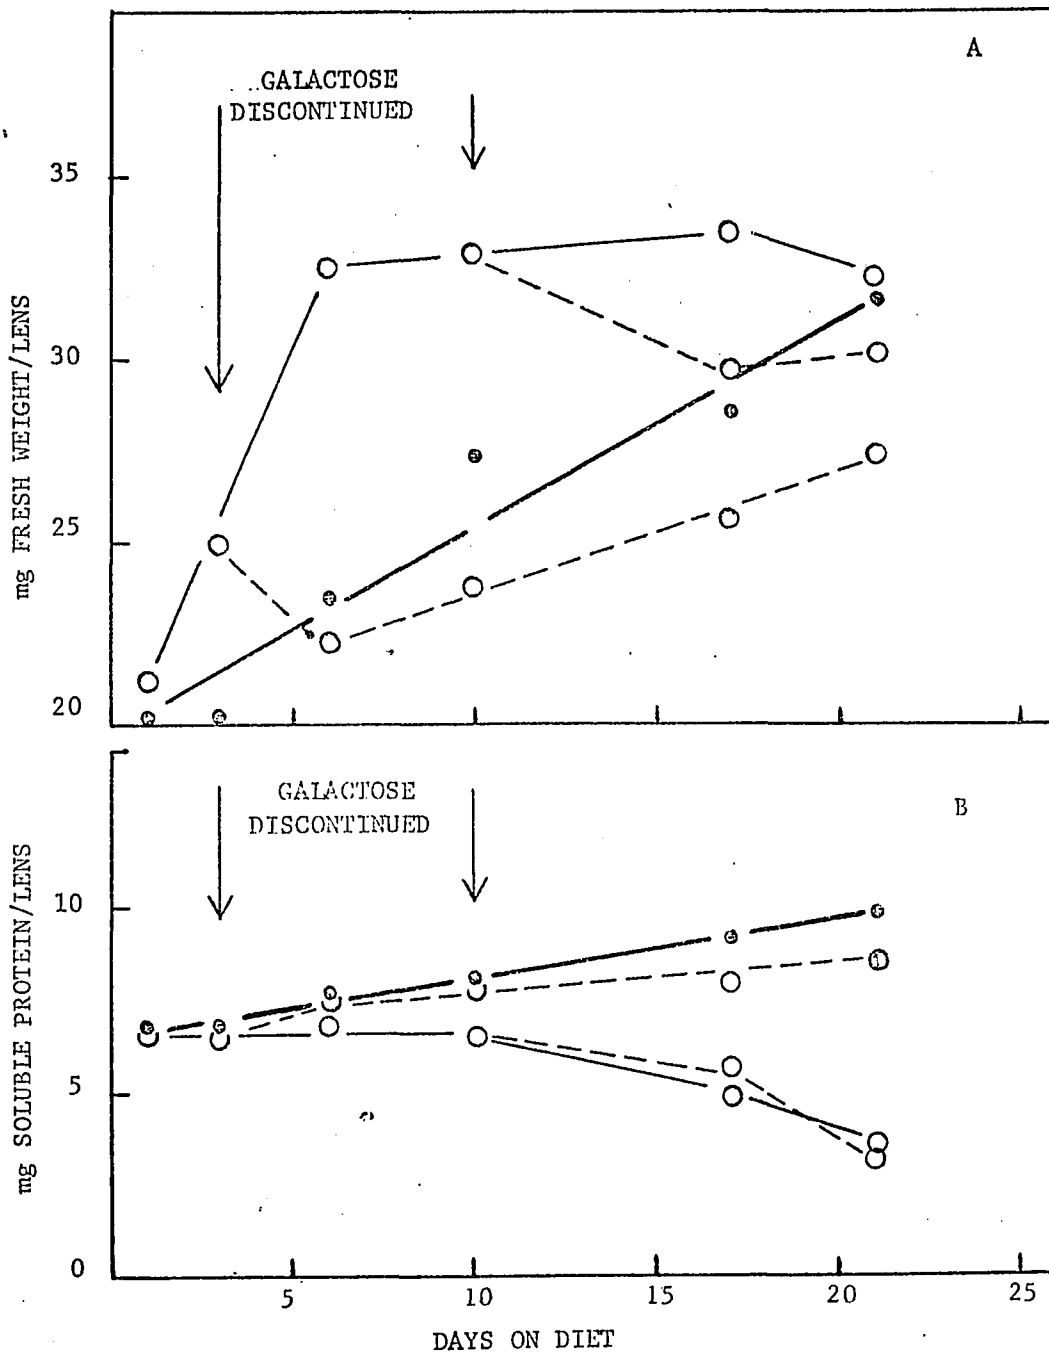 A
GALACTOSE
DISCONTINUED
35
30
25
20
mg FRESH WEIGHT/LENS
GALACTOSE
DISCONTINUED
B
10
5
0
mg SOLUBLE PROTEIN/LENS
5 10 15 20 25
DAYS ON DIET